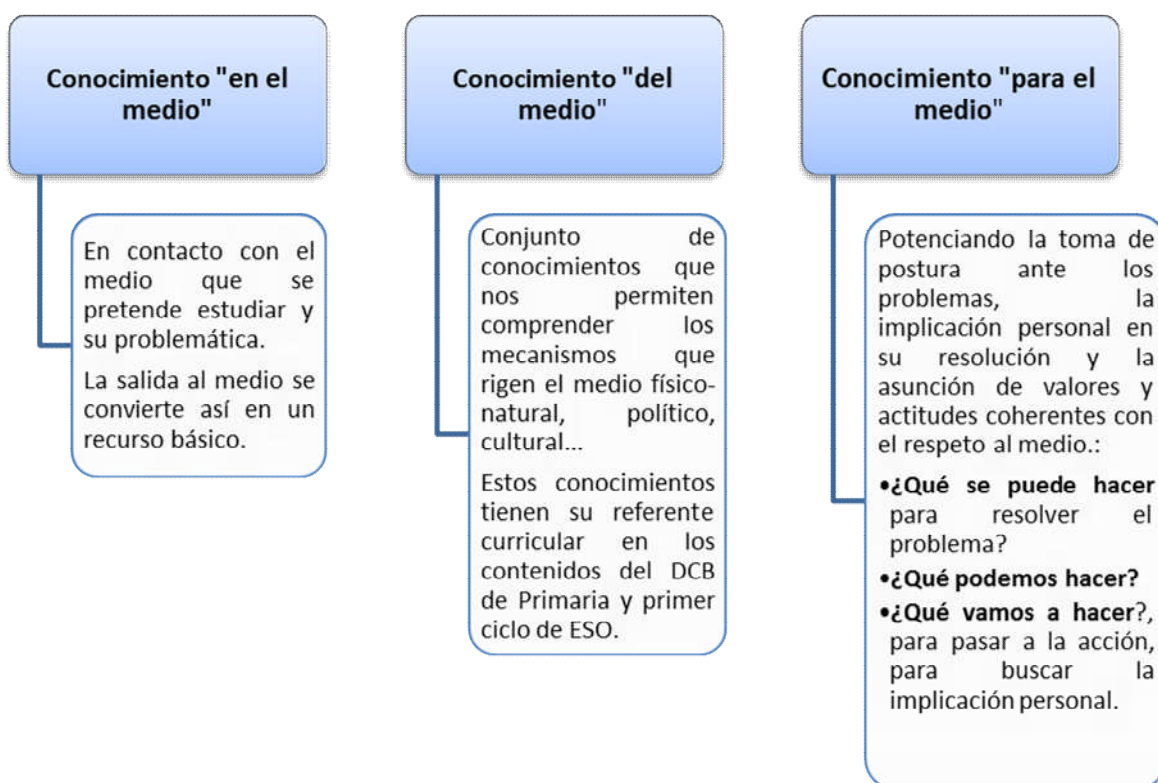 Conocimiento "en el
medio"
En contacto con el
medio que se
pretende estudiar y
su problemática.
La salida al medio se
convierte así en un
recurso básico.
Conocimiento "del
medio"
Conjunto de
conocimientos que
nos permiten
comprender los
mecanismos que
rigen el medio físico-
natural, político,
cultural...
Estos conocimientos
tienen su referente
curricular en los
contenidos del DCB
de Primaria y primer
ciclo de ESO.
Conocimiento "para el
medio"
Potenciando la toma de
postura ante los
problemas, la
implicación personal en
su resolución y la
asunción de valores y
actitudes coherentes con
el respeto al medio.:
•¿Qué se puede hacer
para resolver el
problema?
•¿Qué podemos hacer?
•¿Qué vamos a hacer?,
para pasar a la acción,
para buscar la
implicación personal.